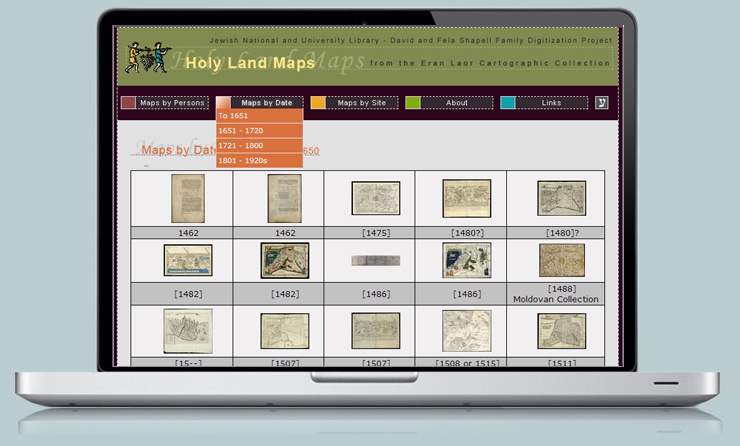 Jewish National and University Library - David and Fela Shapell Family Digitization Project
Holy Land Maps from the Eran Laor Cartographic Collection
Maps by Persons
Maps by Date
Maps by Site
About
Links
ע
To 1651
1651 - 1720
1721 - 1800
1801 - 1920s
Maps by Date
650
1462
1462
[1475]
[1480?]
[1480]?
[1482]
[1482]
[1486]
[1486]
[1488]
Moldovan Collection
[15--]
[1507]
[1507]
[1508 or 1515]
[1511]